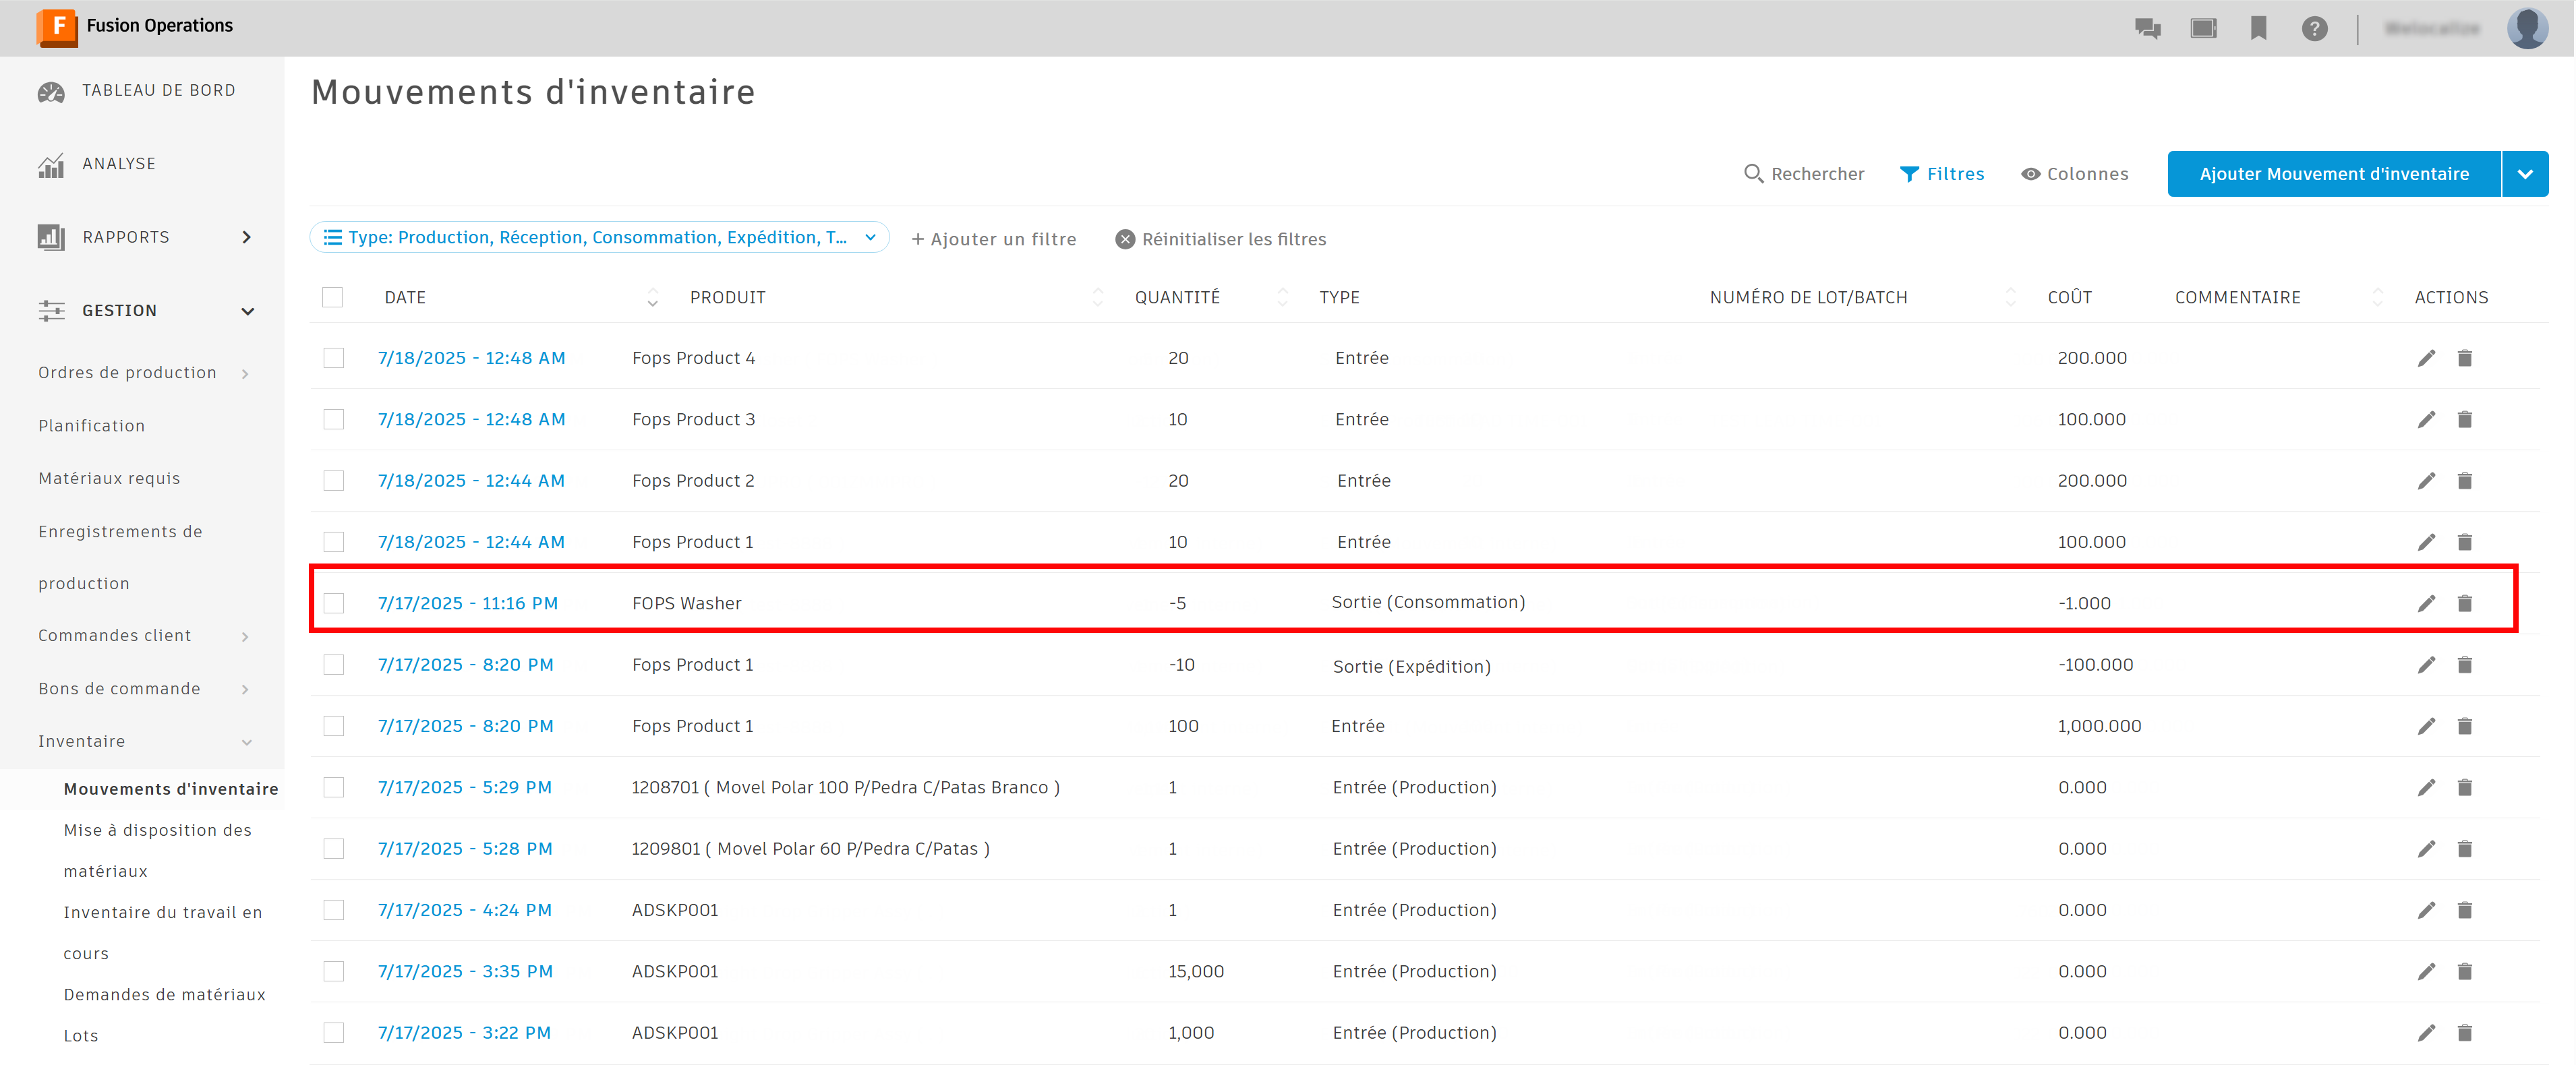 F Fusion Operations
?
TABLEAU DE BORD
ANALYSE
RAPPORTS
GESTION
Ordres de production
Planification
Matériaux requis
Enregistrements de
production
Commandes client
Bons de commande
Inventaire
Mouvements d'inventaire
Mise à disposition des
matériaux
Inventaire du travail en
cours
Demandes de matériaux
Lots
Mouvements d'inventaire
Rechercher Filtres Colonnes Ajouter Mouvement d'inventaire
Type: Production, Réception, Consommation, Expédition, T... + Ajouter un filtre Réinitialiser les filtres
DATE PRODUIT QUANTITÉ TYPE NUMÉRO DE LOT/BATCH COÛT COMMENTAIRE ACTIONS
7/18/2025 - 12:48 AM Fops Product 4 20 Entrée 200.000
7/18/2025 - 12:48 AM Fops Product 3 10 Entrée 100.000
7/18/2025 - 12:44 AM Fops Product 2 20 Entrée 200.000
7/18/2025 - 12:44 AM Fops Product 1 10 Entrée 100.000
7/17/2025 - 11:16 PM FOPS Washer -5 Sortie (Consommation) -1.000
7/17/2025 - 8:20 PM Fops Product 1 -10 Sortie (Expédition) -100.000
7/17/2025 - 8:20 PM Fops Product 1 100 Entrée 1,000.000
7/17/2025 - 5:29 PM 1208701 ( Movel Polar 100 P/Pedra C/Patas Branco ) 1 Entrée (Production) 0.000
7/17/2025 - 5:28 PM 1209801 ( Movel Polar 60 P/Pedra C/Patas ) 1 Entrée (Production) 0.000
7/17/2025 - 4:24 PM ADSKP001 1 Entrée (Production) 0.000
7/17/2025 - 3:35 PM ADSKP001 15,000 Entrée (Production) 0.000
7/17/2025 - 3:22 PM ADSKP001 1,000 Entrée (Production) 0.000